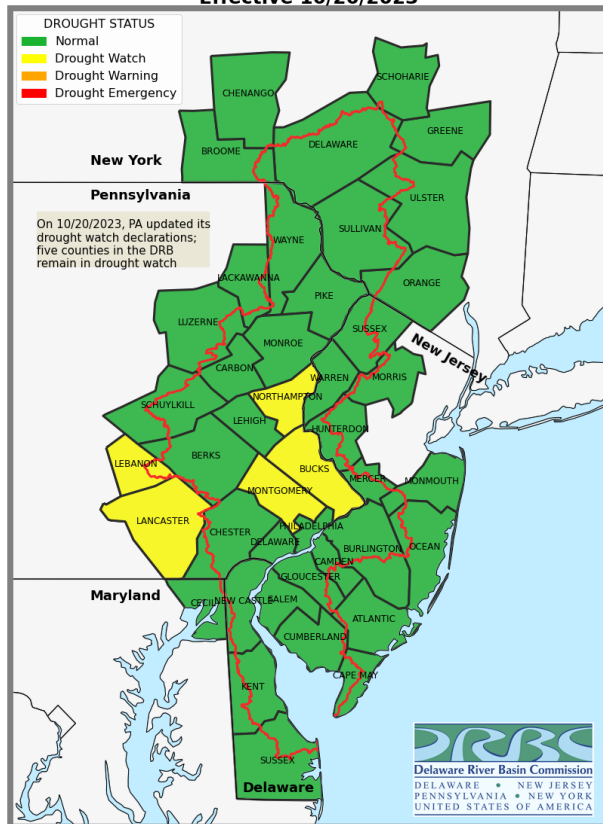 Effective 10/20/2023
DROUGHT STATUS
Normal
Drought Watch
Drought Warning
Drought Emergency
SCHOHARIE
CHENANGO
GREENE
BROOME
DELAWARE
New York
Pennsylvania
ULSTER
On 10/20/2023, PA updated its
drought watch declarations;
five counties in the DRB
remain in drought watch
SULLIVAN
WAYNE
LACKAWANNA
ORANGE
PIKE
LUZERNE
SUSSEX
MONROE
New Jersey
CARBON
WARREN
MORRIS
NORTHAMPTON
SCHUYLKILL
LEHIGH
HUNTERDON
BERKS
LEBANON
BUCKS
MERCER
MONMOUTH
MONTGOMERY
LANCASTER
PHILADELPHIA
CHESTER
DELAWARE
BURLINGTON
OCEAN
CAMDEN
GLOUCESTER
Maryland
CECIL
NEW CASTLE
SALEM
ATLANTIC
CUMBERLAND
CAPE MAY
KENT
SUSSEX
Delaware
DRBC
Delaware River Basin Commission
DELAWARE • NEW JERSEY
PENNSYLVANIA • NEW YORK
UNITED STATES OF AMERICA